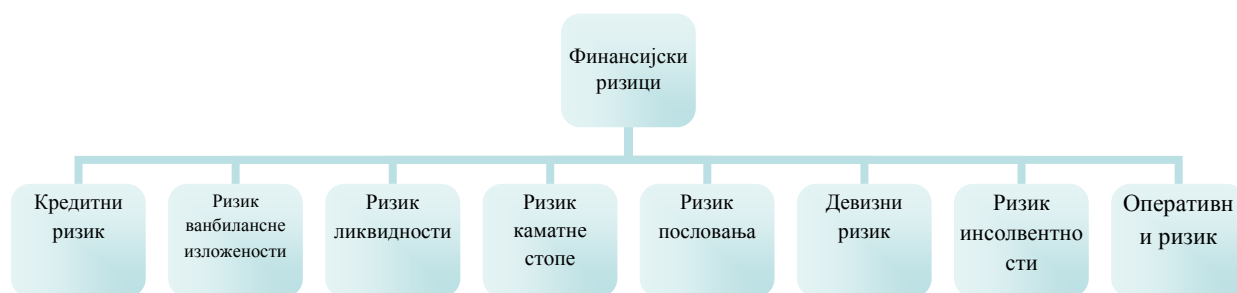 Финансијски
ризици
Кредитни
ризик
Ризик
ванбилансне
изложености
Ризик
ликвидности
Ризик
каматне
стопе
Ризик
пословања
Девизни
ризик
Ризик
инсолвентно
сти
Оперативн
и ризик